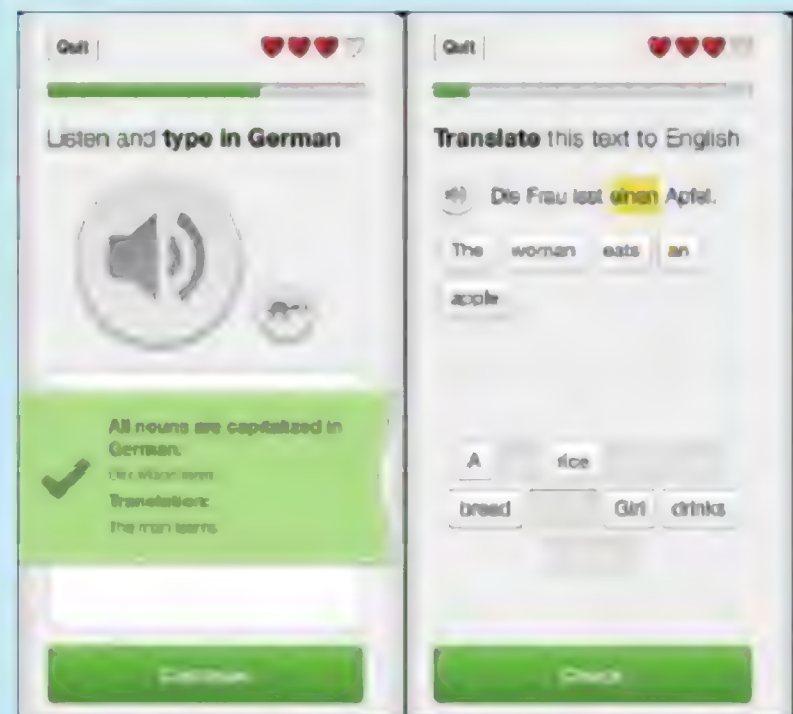 Quit
Listen and type in German
All nouns are capitalized in
German.
Translation:
The man learns.
Continue
Quit
Translate this text to English
Die Frau isst einen Apfel.
The woman eats an
apple
A rice
bread Girl drinks
Check